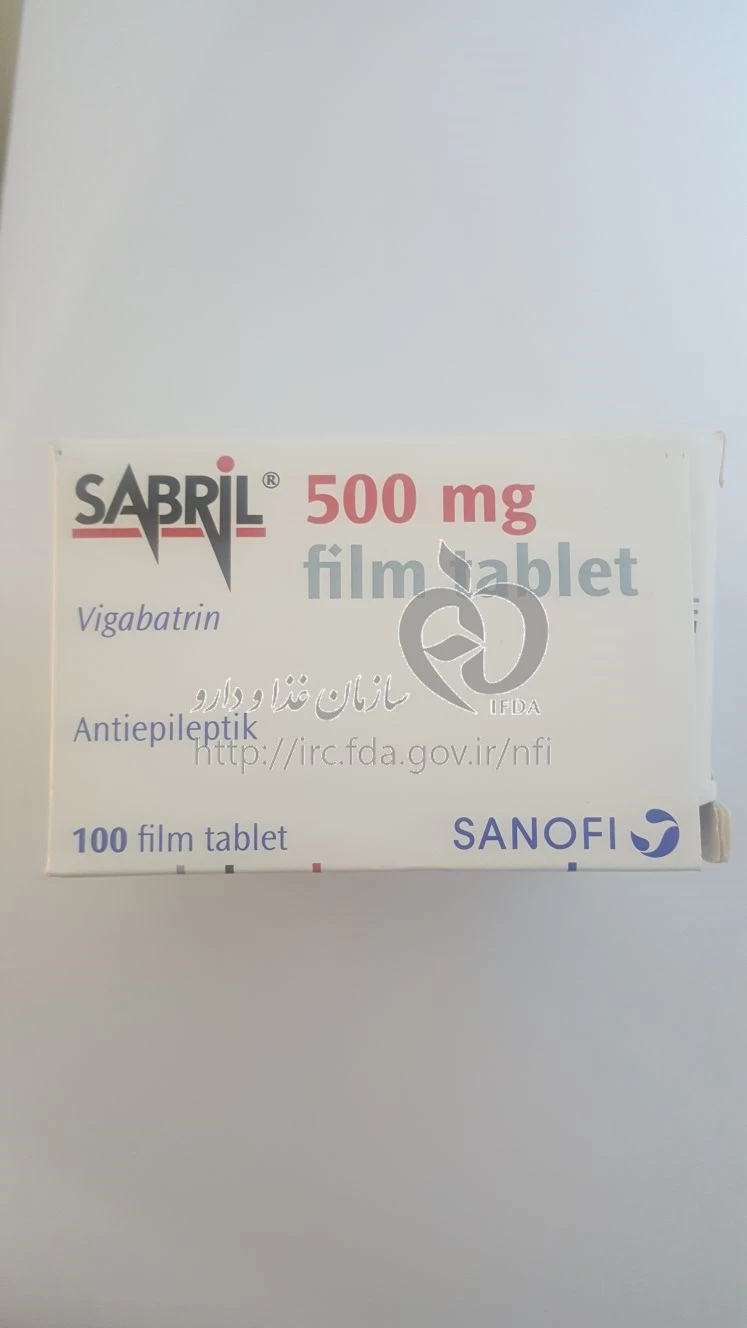 SABRIL® 500 mg
film tablet
Vigabatrin
سازمان غذا و دارو
IFDA
Antiepileptik
http://irc.fda.gov.ir/nfi
100 film tablet
SANOFI